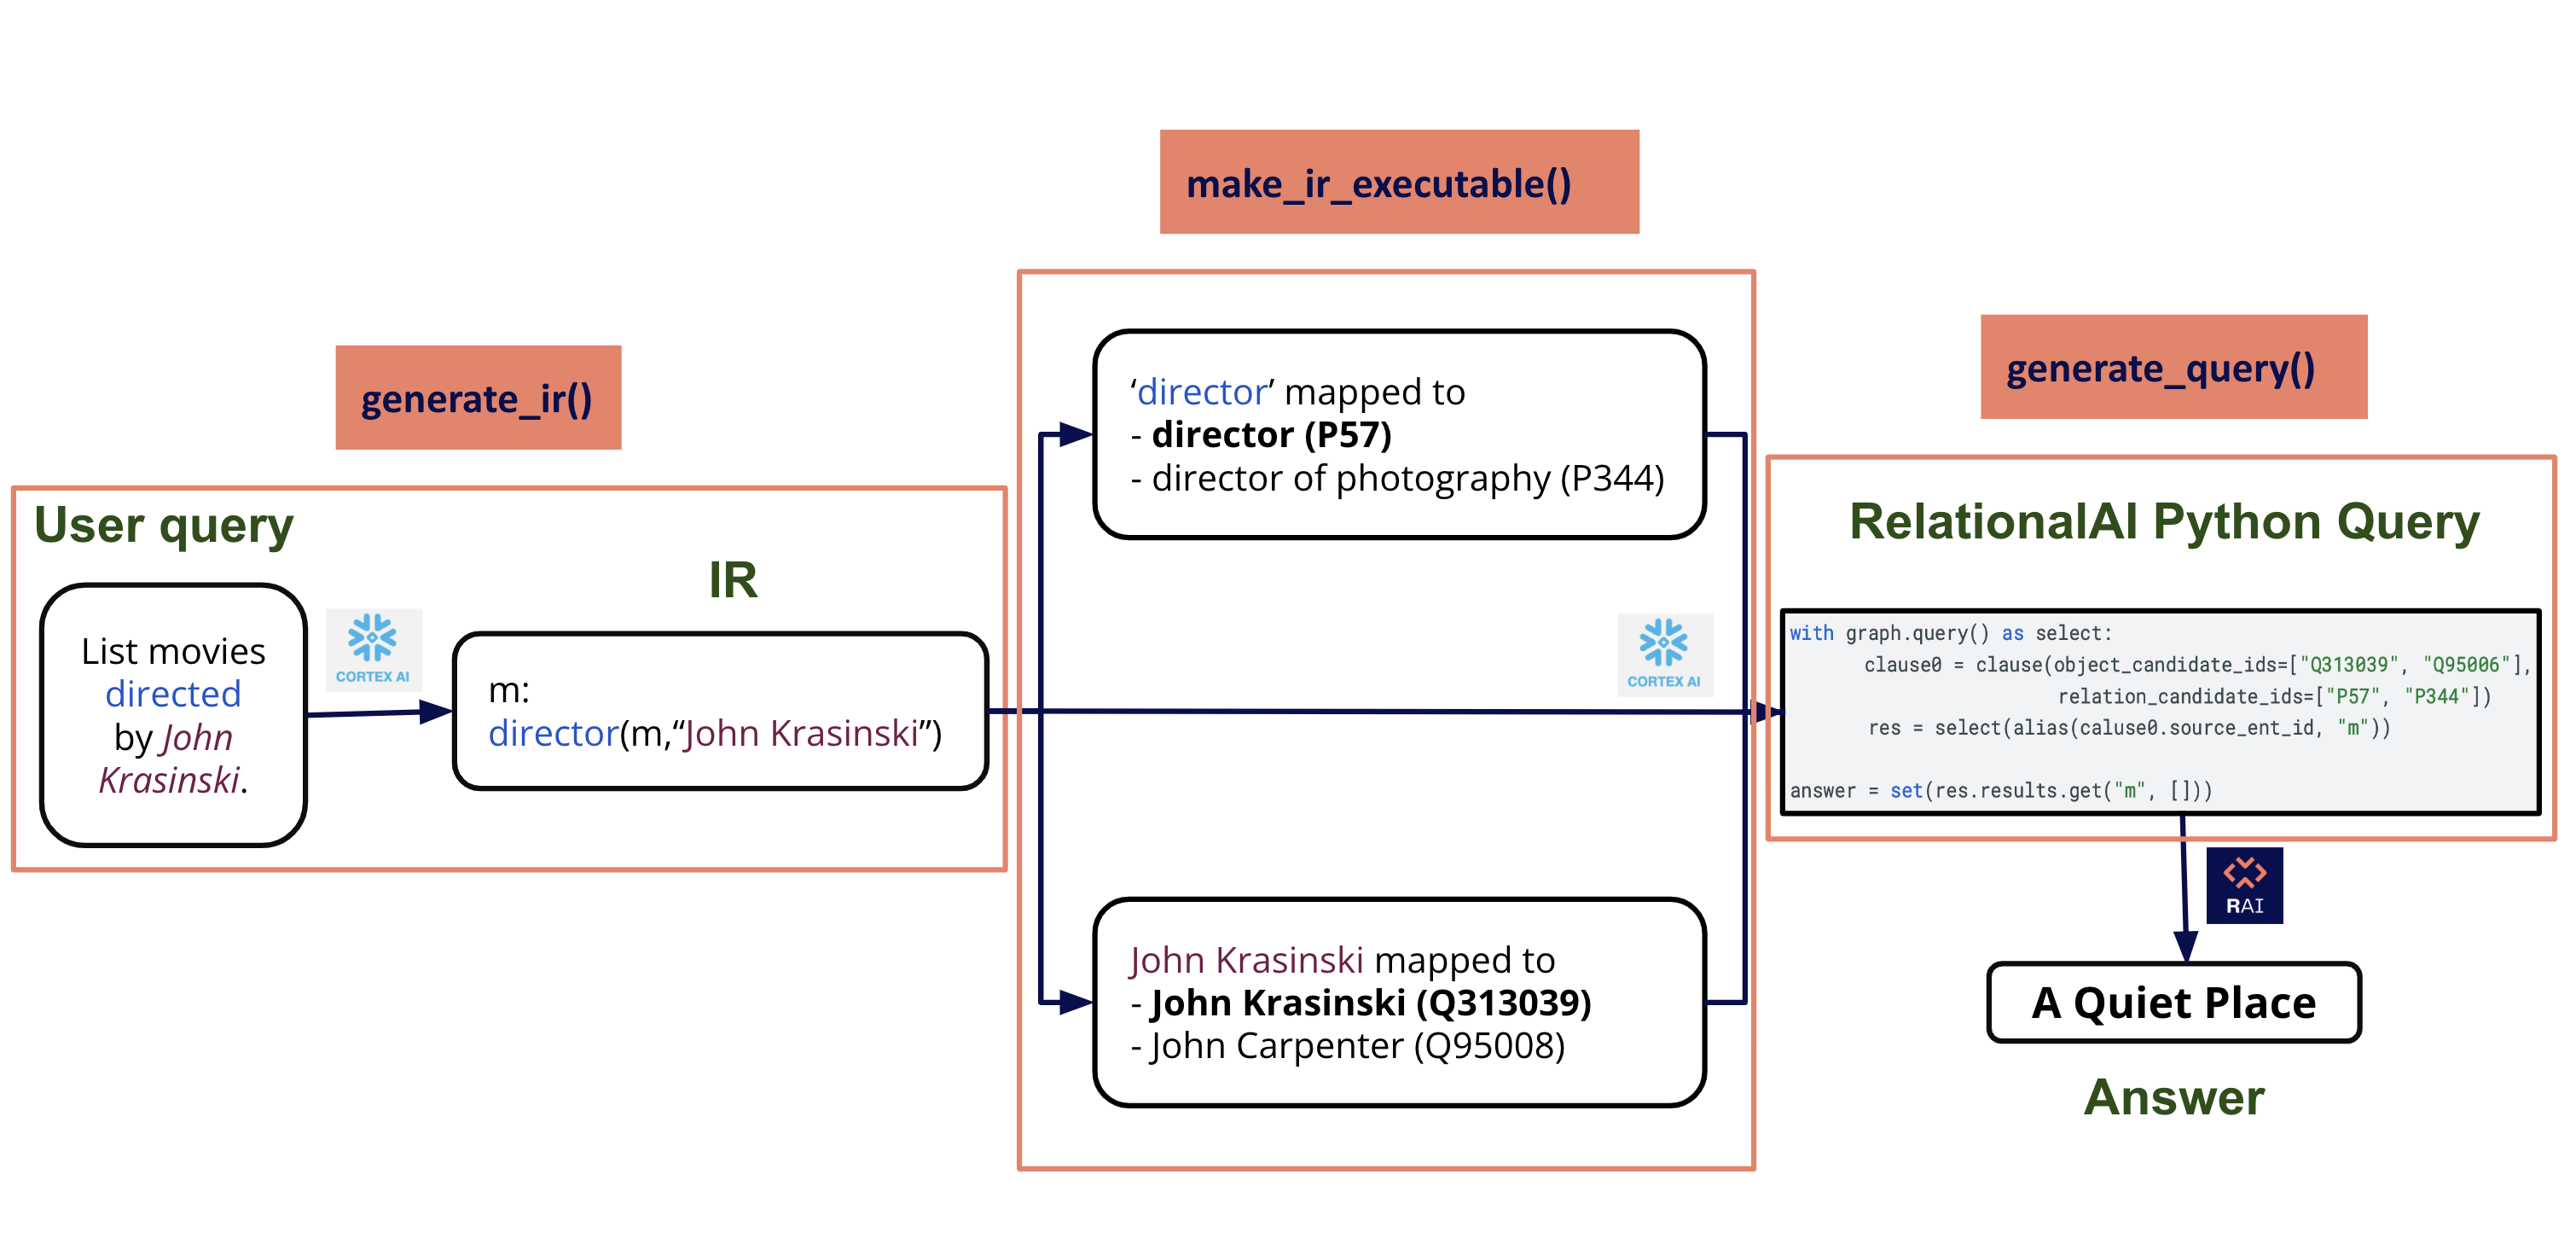 make_ir_executable()
generate_ir()
generate_query()
User query
List movies
directed
by John
Krasinski.
CORTEX AI
IR
m:
director(m,“John Krasinski”)
‘director’ mapped to
- director (P57)
- director of photography (P344)
CORTEX AI
John Krasinski mapped to
- John Krasinski (Q313039)
- John Carpenter (Q95008)
RelationalAI Python Query
with graph.query() as select:
clause0 = clause(object_candidate_ids=["Q313039", "Q95006"],
relation_candidate_ids=["P57", "P344"])
res = select(alias(caluse0.source_ent_id, "m"))
answer = set(res.results.get("m", []))
RAI
A Quiet Place
Answer